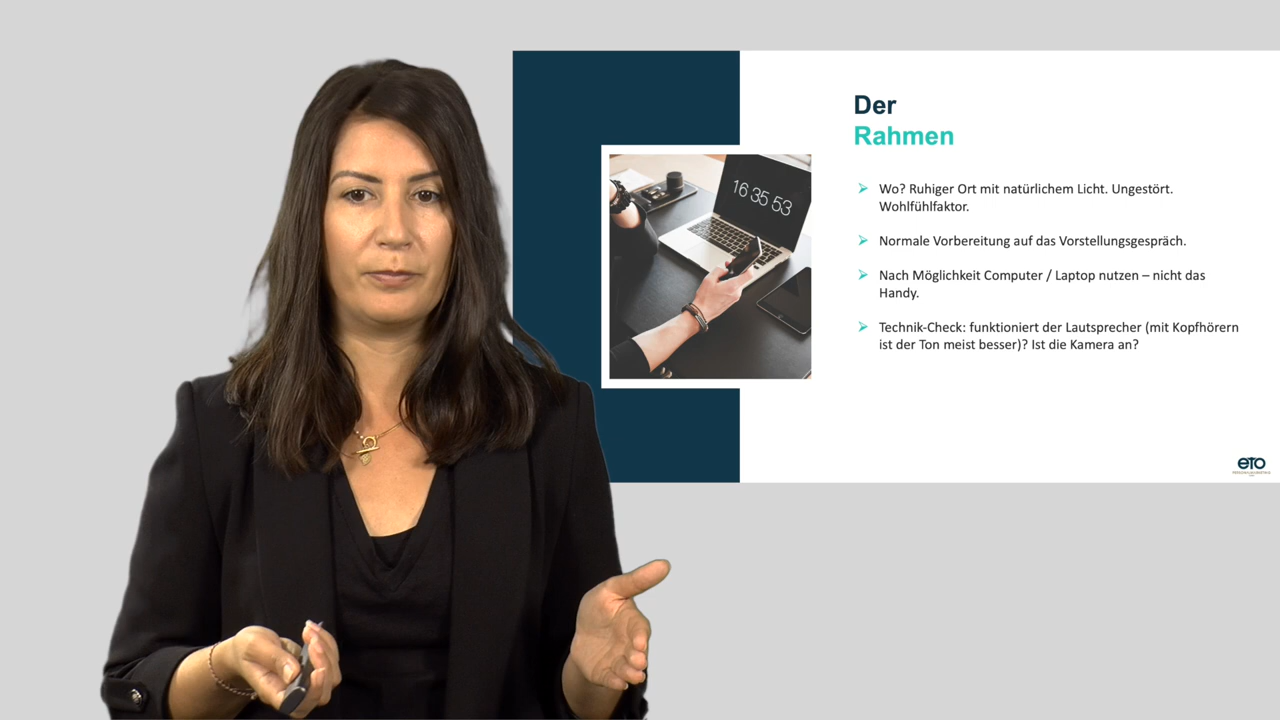 Der
Rahmen
16 35 53
Wo? Ruhiger Ort mit natürlichem Licht. Ungestört.
Wohlfühlfaktor.
Normale Vorbereitung auf das Vorstellungsgespräch.
Nach Möglichkeit Computer / Laptop nutzen – nicht das
Handy.
Technik-Check: funktioniert der Lautsprecher (mit Kopfhörern
ist der Ton meist besser)? Ist die Kamera an?
eTO